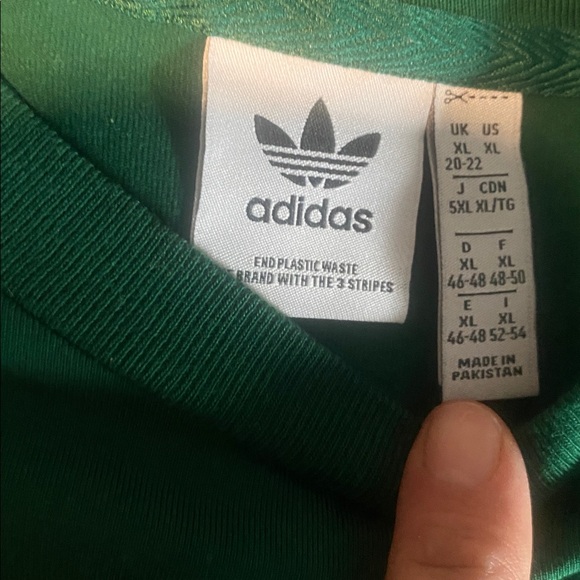 adidas
END PLASTIC WASTE
BRAND WITH THE 3 STRIPES
UK US
XL XL
20-22
J CDN
5XL XL/TG
D F
XL XL
46-48 48-50
E I
XL XL
46-48 52-54
MADE IN
PAKISTAN